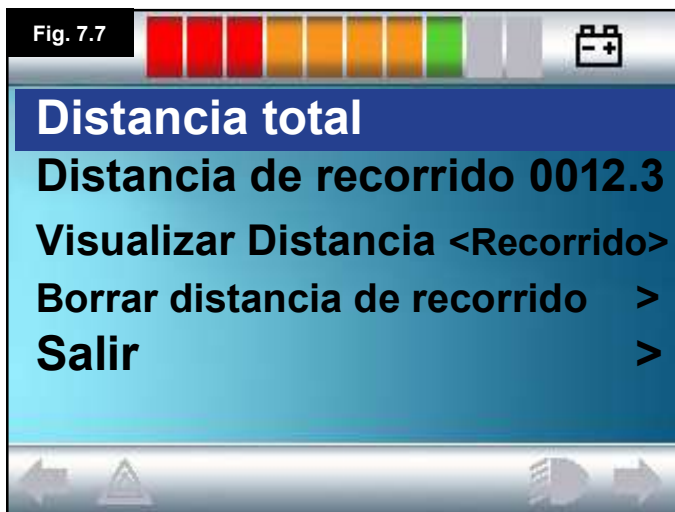 Fig. 7.7
Distancia total
Distancia de recorrido 0012.3
Visualizar Distancia <Recorrido>
Borrar distancia de recorrido >
Salir >